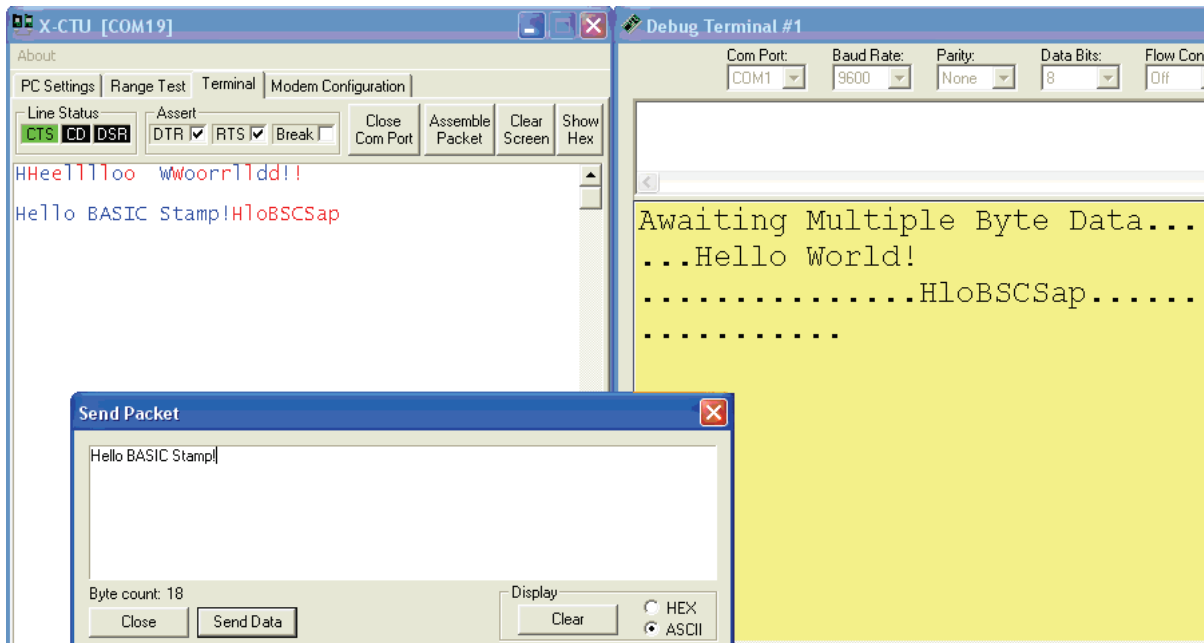 X-CTU [COM19]
About
PC Settings Range Test Terminal Modem Configuration
Line Status
CTS CD DSR
Assert
DTR RTS Break
Close Com Port
Assemble Packet
Clear Screen
Show Hex
HHeelllloo  WWoorrlldd!!
Hello BASIC Stamp!HloBSCSap
Debug Terminal #1
Com Port: Baud Rate: Parity: Data Bits: Flow Con
COM1 9600 None 8 Off
Awaiting Multiple Byte Data...
...Hello World!
...............HloBSCSap......
...........
Send Packet
Hello BASIC Stamp!
Byte count: 18
Close Send Data
Display
Clear
HEX
ASCII